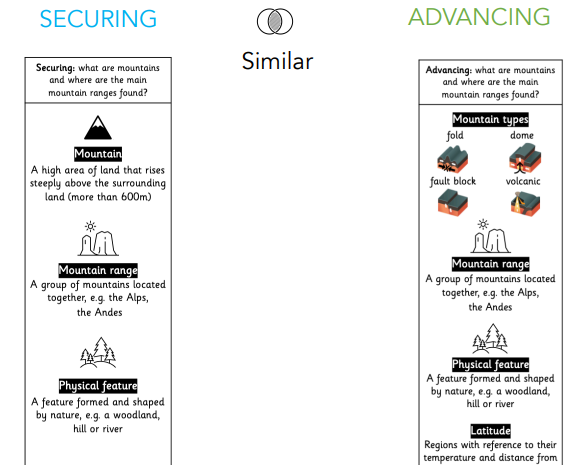 SECURING
Securing: what are mountains
and where are the main
mountain ranges found?
Mountain
A high area of land that rises
steeply above the surrounding
land (more than 600m)
Mountain range
A group of mountains located
together, e.g. the Alps,
the Andes
Physical feature
A feature formed and shaped
by nature, e.g. a woodland,
hill or river
Similar
ADVANCING
Advancing: what are mountains
and where are the main
mountain ranges found?
Mountain types
fold dome
fault block volcanic
Mountain range
A group of mountains located
together, e.g. the Alps,
the Andes
Physical feature
A feature formed and shaped
by nature, e.g. a woodland,
hill or river
Latitude
Regions with reference to their
temperature and distance from